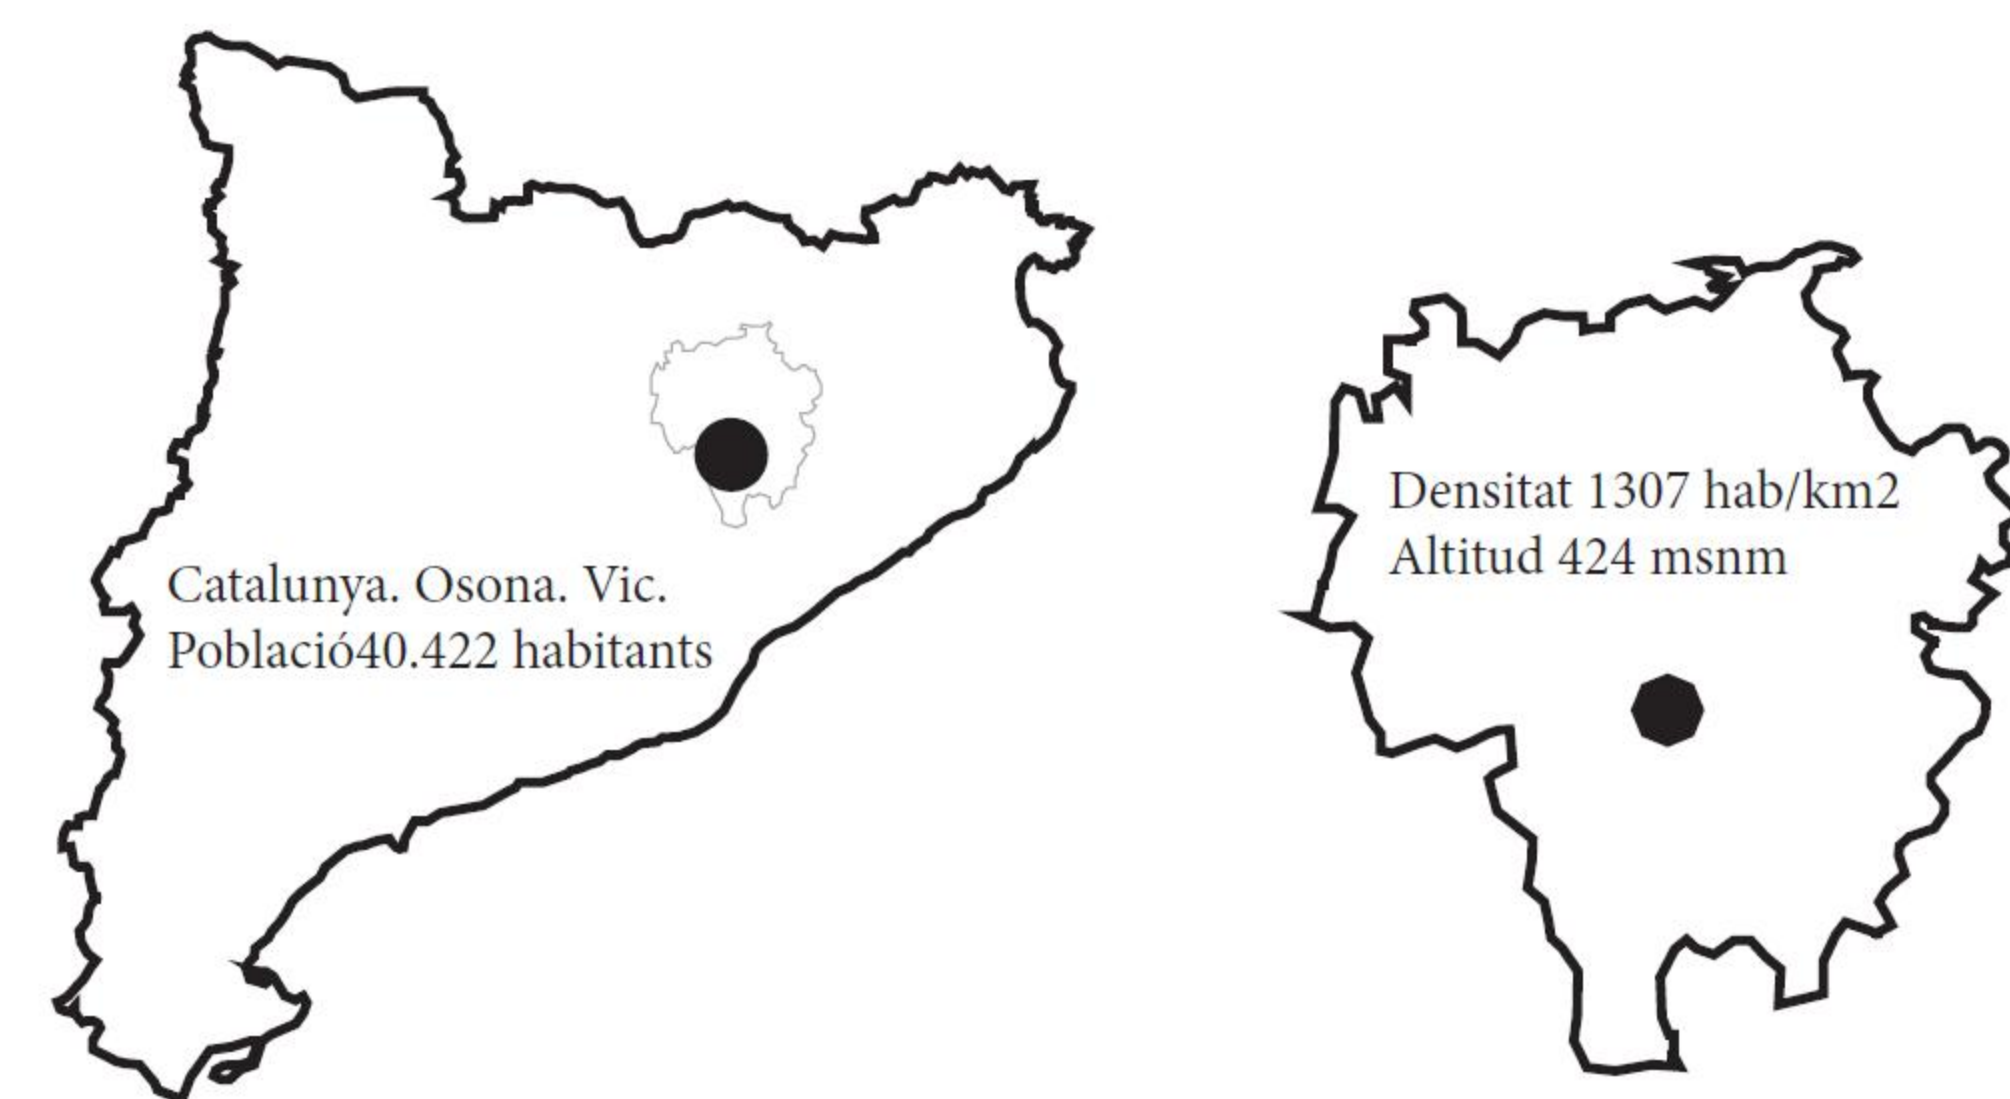 Catalunya. Osona. Vic.
Població40.422 habitants
Densitat 1307 hab/km2
Altitud 424 msnm